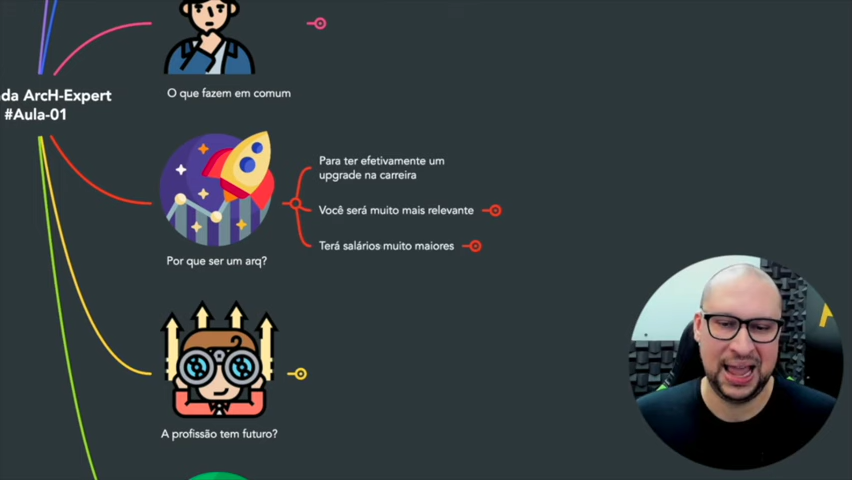 O que fazem em comum
da ArcH-Expert
#Aula-01
Para ter efetivamente um
upgrade na carreira
Você será muito mais relevante
Terá salários muito maiores
Por que ser um arq?
A profissão tem futuro?